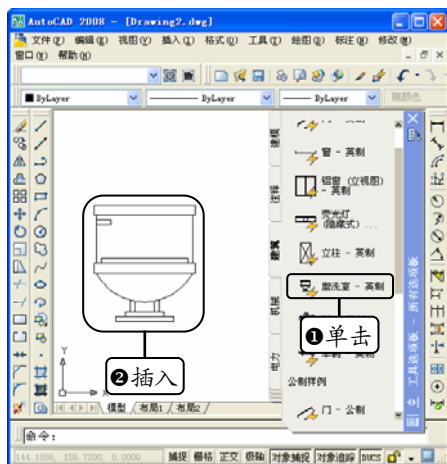 AutoCAD 2008 - [Drawing2.dwg]
文件(F) 编辑(E) 视图(V) 插入(I) 格式(O) 工具(T) 绘图(D) 标注(N) 修改(M)
窗口(W) 帮助(H)
ByLayer ByLayer ByLayer 随颜色
建模
注释
建筑
机械
电力
门 - 英制
窗 - 英制
铝窗 (立视图)
- 英制
荧光灯
(隐藏式) ...
立柱 - 英制
盥洗室 - 英制
❶单击
❷插入
公制样例
门 - 公制
工具选项板 - 所有选项板
Y
X
模型 布局1 布局2
命令:
144.1056, 156.7200, 0.0000 捕捉 栅格 正交 极轴 对象捕捉 对象追踪 DUCS